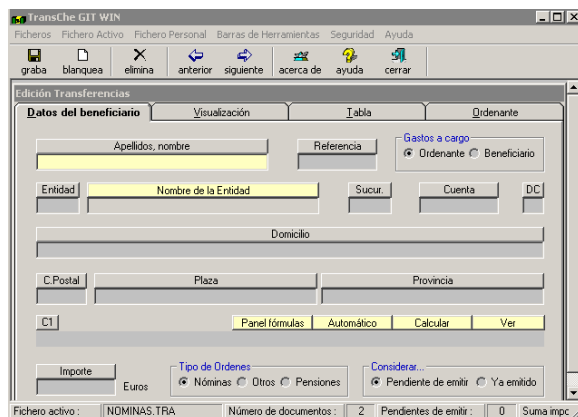 TransChe GIT WIN
Ficheros Fichero Activo Fichero Personal Barras de Herramientas Seguridad Ayuda
graba blanquea elimina anterior siguiente acerca de ayuda cerrar
Edición Transferencias
Datos del beneficiario Visualización Tabla Ordenante
Apellidos, nombre Referencia Gastos a cargo
Ordenante Beneficiario
Entidad Nombre de la Entidad Sucur. Cuenta DC
Domicilio
C.Postal Plaza Provincia
C1 Panel fórmulas Automático Calcular Ver
Importe Tipo de Ordenes Considerar...
Euros Nóminas Otros Pensiones Pendiente de emitir Ya emitido
Fichero activo : NOMINAS.TRA Número de documentos : 2 Pendientes de emitir : 0 Suma impo